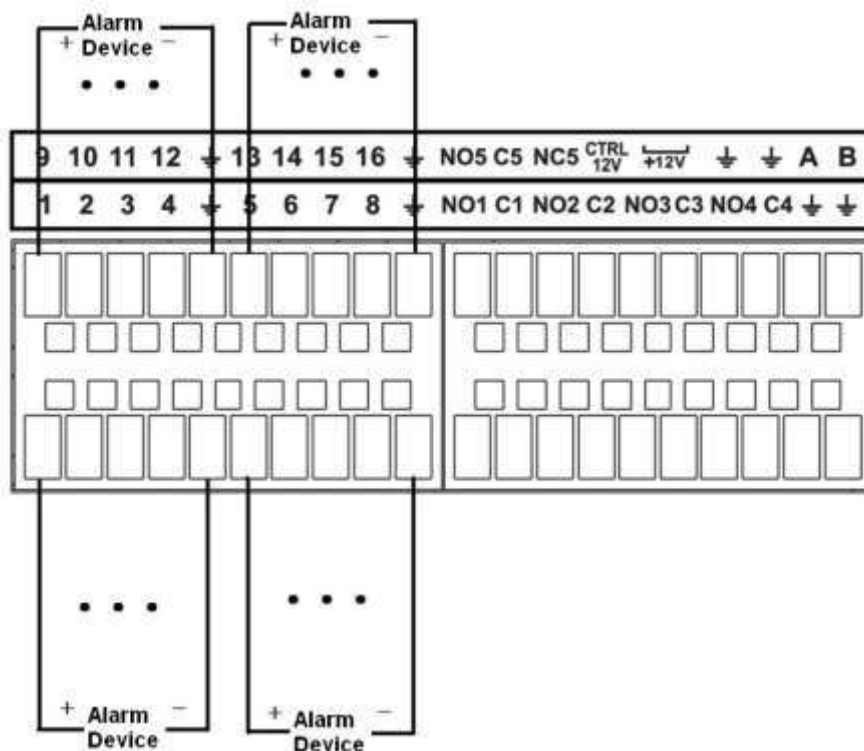 Alarm
+ Device −
Alarm
+ Device −
9 10 11 12 ⏚ 13 14 15 16 ⏚ NO5 C5 NC5 CTRL 12V +12V ⏚ ⏚ A B
1 2 3 4 ⏚ 5 6 7 8 ⏚ NO1 C1 NO2 C2 NO3 C3 NO4 C4 ⏚ ⏚
+ Alarm −
Device
+ Alarm −
Device